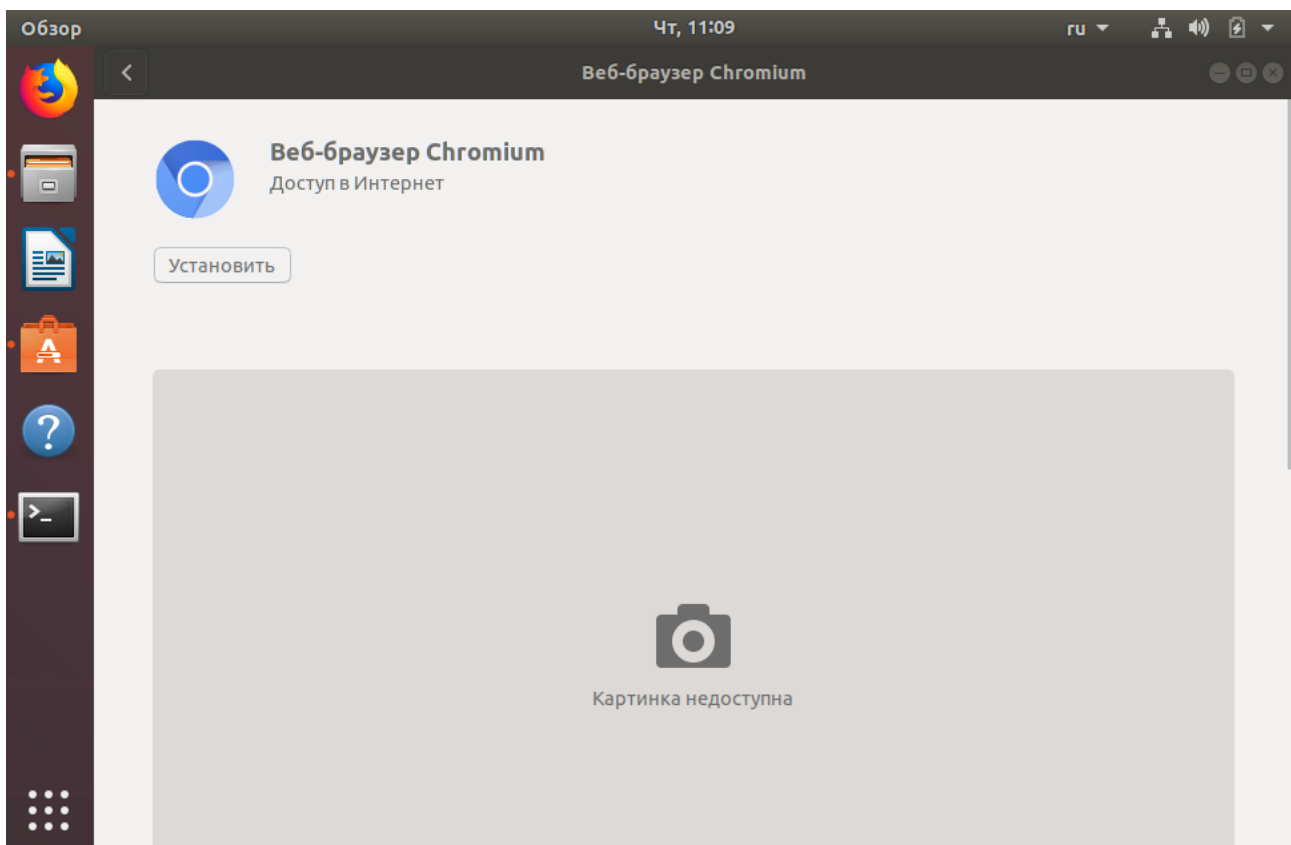 Обзор
Чт, 11:09
ru
Веб-браузер Chromium
Веб-браузер Chromium
Доступ в Интернет
Установить
Картинка недоступна